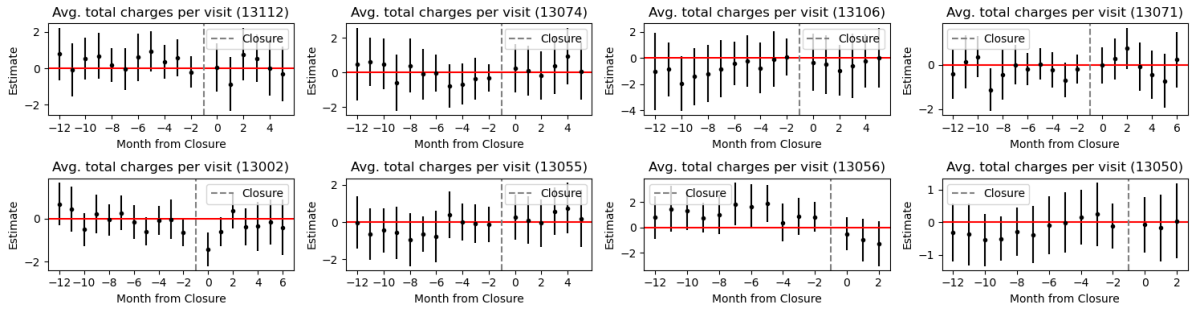 Avg. total charges per visit (13112)
Estimate
2
0
−2
Closure
−12 −10 −8 −6 −4 −2 0 2 4
Month from Closure
Avg. total charges per visit (13074)
Estimate
2
0
−2
Closure
−12 −10 −8 −6 −4 −2 0 2 4
Month from Closure
Avg. total charges per visit (13106)
Estimate
2
0
−2
−4
Closure
−12 −10 −8 −6 −4 −2 0 2 4
Month from Closure
Avg. total charges per visit (13071)
Estimate
0
−2
Closure
−12 −10 −8 −6 −4 −2 0 2 4 6
Month from Closure
Avg. total charges per visit (13002)
Estimate
0
−2
Closure
−12 −10 −8 −6 −4 −2 0 2 4 6
Month from Closure
Avg. total charges per visit (13055)
Estimate
2
0
−2
Closure
−12 −10 −8 −6 −4 −2 0 2 4
Month from Closure
Avg. total charges per visit (13056)
Estimate
2
0
−2
Closure
−12 −10 −8 −6 −4 −2 0 2
Month from Closure
Avg. total charges per visit (13050)
Estimate
1
0
−1
Closure
−12 −10 −8 −6 −4 −2 0 2
Month from Closure